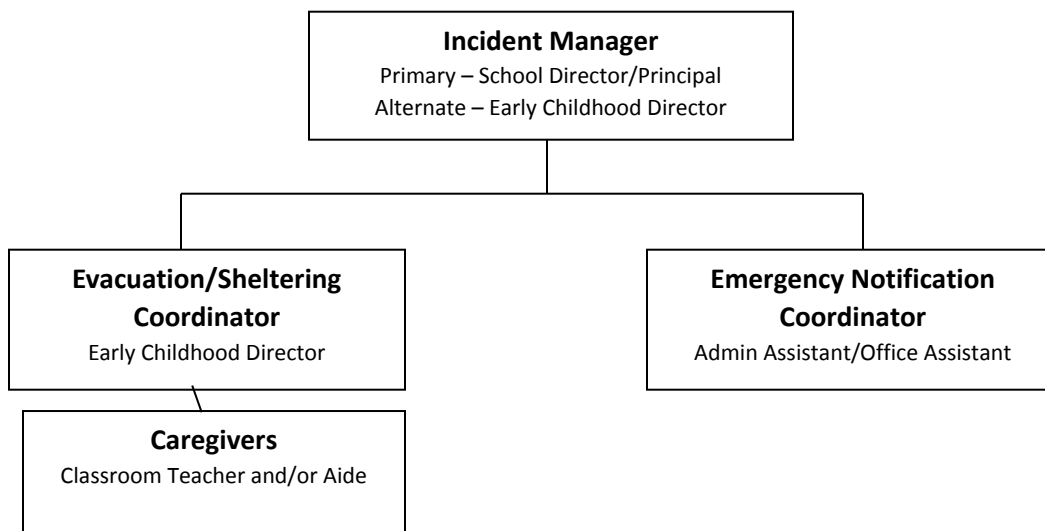 Incident Manager
Primary – School Director/Principal
Alternate – Early Childhood Director
Evacuation/Sheltering
Coordinator
Early Childhood Director
Emergency Notification
Coordinator
Admin Assistant/Office Assistant
Caregivers
Classroom Teacher and/or Aide